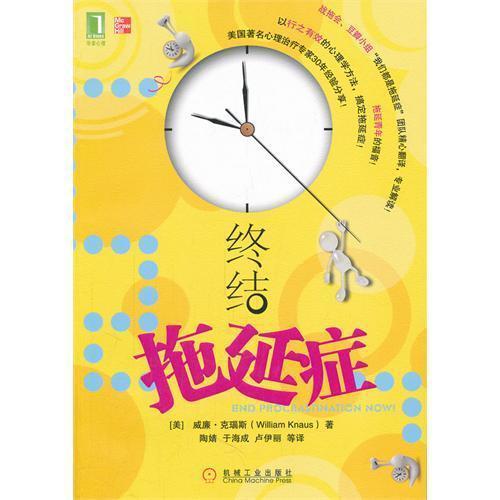 Mc
Graw
Hill
华章心理
战拖会、豆瓣小组
“我们都是拖延症”团队精心翻译，专业解读！
拖延青年的福音！
以行之有效的心理学方法，搞定拖延症！
美国著名心理治疗专家30年经验分享！
终结
拖延症
END PROCRASTINATION NOW!
[美] 威廉·克瑙斯（William Knaus）著
陶婧 于海成 卢伊丽 等译
机械工业出版社
China Machine Press